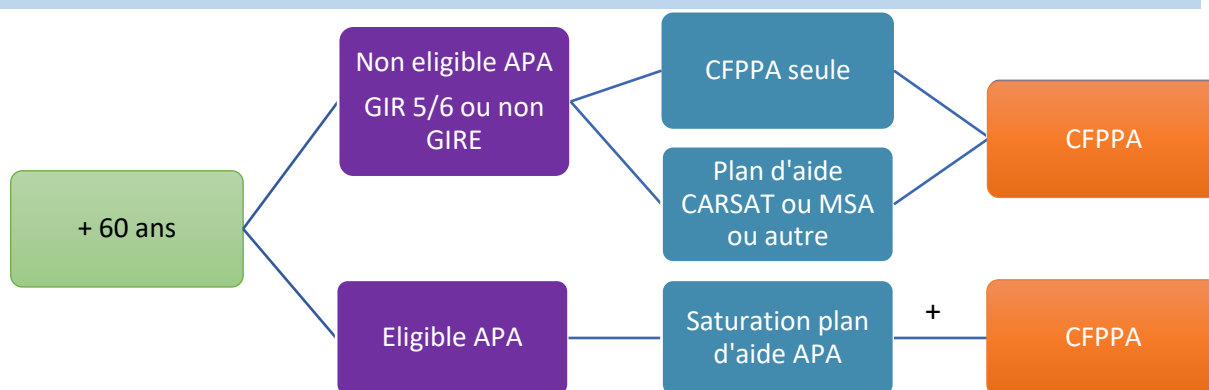 Non eligible APA
GIR 5/6 ou non
GIRE
CFPPA seule
CFPPA
Plan d'aide
CARSAT ou MSA
ou autre
+ 60 ans
Eligible APA
Saturation plan
d'aide APA
+
CFPPA